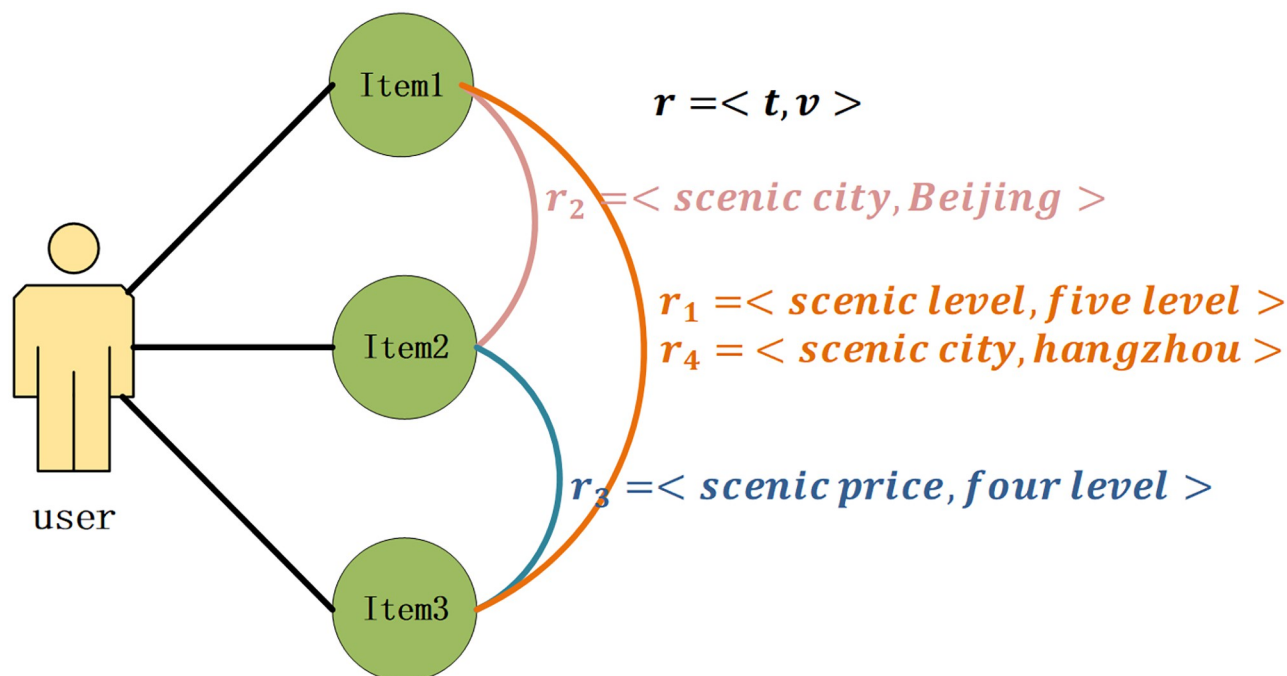 Item1
r =< t, v >
r₂ =< scenic city, Beijing >
r₁ =< scenic level, five level >
Item2
r₄ =< scenic city, hangzhou >
r₃ =< scenic price, four level >
user
Item3